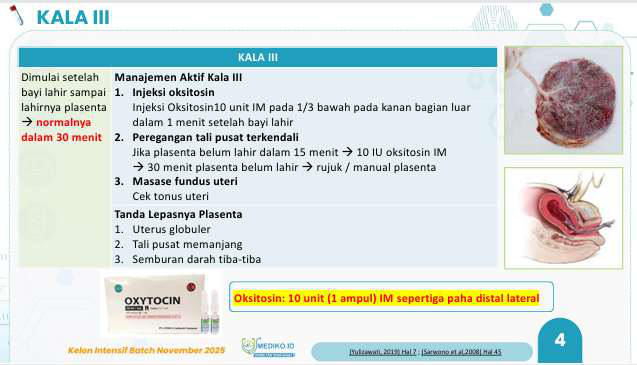 KALA III
KALA III
Dimulai setelah
bayi lahir sampai
lahirnya plasenta
→ normalnya
dalam 30 menit
Manajemen Aktif Kala III
1. Injeksi oksitosin
Injeksi Oksitosin10 unit IM pada 1/3 bawah pada kanan bagian luar
dalam 1 menit setelah bayi lahir
2. Peregangan tali pusat terkendali
Jika plasenta belum lahir dalam 15 menit → 10 IU oksitosin IM
→ 30 menit plasenta belum lahir → rujuk / manual plasenta
3. Masase fundus uteri
Cek tonus uteri
Tanda Lepasnya Plasenta
1. Uterus globuler
2. Tali pusat memanjang
3. Semburan darah tiba-tiba
OXYTOCIN
Oksitosin: 10 unit (1 ampul) IM sepertiga paha distal lateral
Kelon Intensif Batch November 2025
MEDIKO.ID
(Yulizawati, 2019) Hal 7 ; (Sarwono et al,2008) Hal 45
4